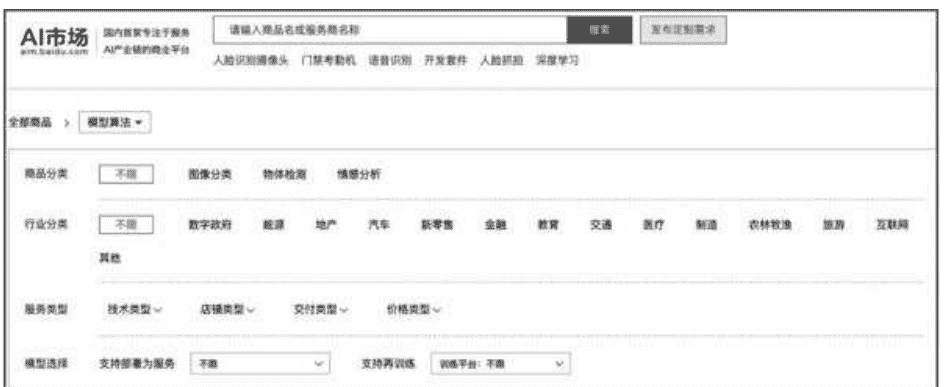 AI市场 国内首家专注于服务 请输入商品名或服务商名称 搜索 发布定制需求
aim.baidu.com AI产业链的商业平台
人脸识别摄像头 门禁考勤机 语音识别 开发套件 人脸抓拍 深度学习
全部商品 > 模型算法
商品分类 不限 图像分类 物体检测 情感分析
行业分类 不限 数字政府 能源 地产 汽车 新零售 金融 教育 交通 医疗 制造 农林牧渔 旅游 互联网
其他
服务类型 技术类型 店铺类型 交付类型 价格类型
模型选择 支持部署为服务 不限 支持再训练 训练平台：不限